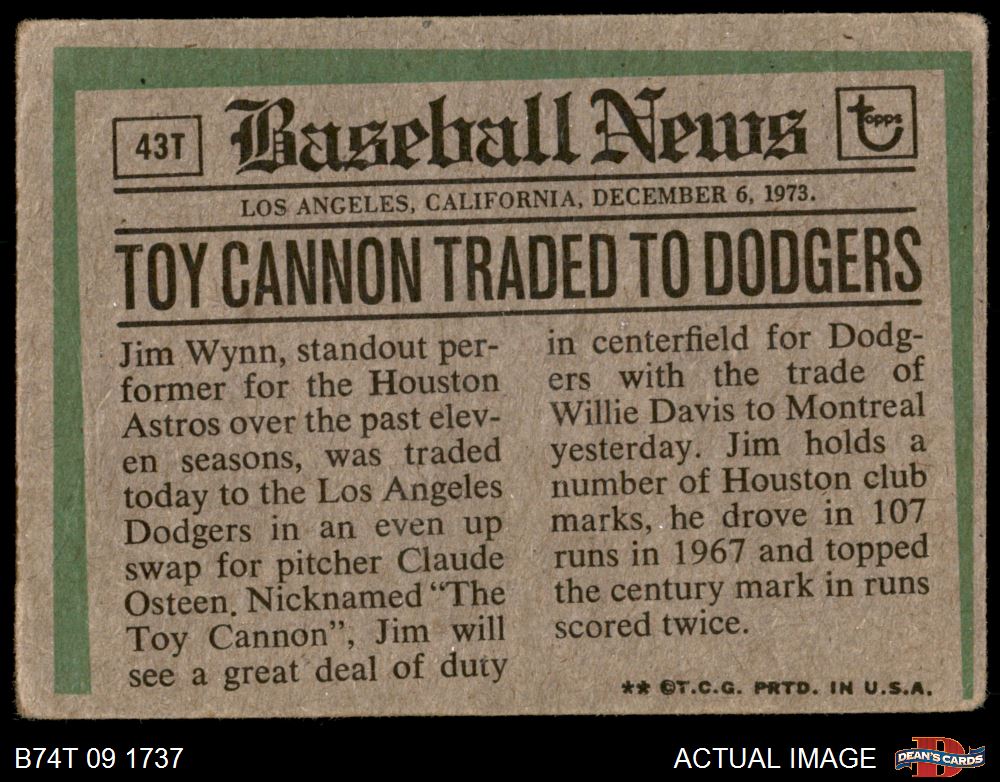 43T
Baseball News
topps
LOS ANGELES, CALIFORNIA, DECEMBER 6, 1973.
TOY CANNON TRADED TO DODGERS
Jim Wynn, standout per-
former for the Houston
Astros over the past elev-
en seasons, was traded
today to the Los Angeles
Dodgers in an even up
swap for pitcher Claude
Osteen. Nicknamed "The
Toy Cannon", Jim will
see a great deal of duty
in centerfield for Dodg-
ers with the trade of
Willie Davis to Montreal
yesterday. Jim holds a
number of Houston club
marks, he drove in 107
runs in 1967 and topped
the century mark in runs
scored twice.
** ©T.C.G. PRTD. IN U.S.A.
B74T 09 1737
ACTUAL IMAGE
D
DEAN'S CARDS